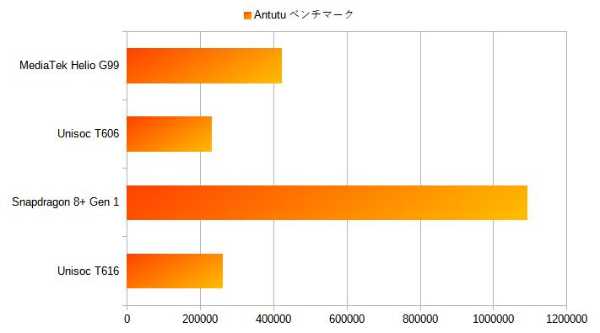 Antutu ベンチマーク
MediaTek Helio G99
Unisoc T606
Snapdragon 8+ Gen 1
Unisoc T616
0 200000 400000 600000 800000 1000000 1200000